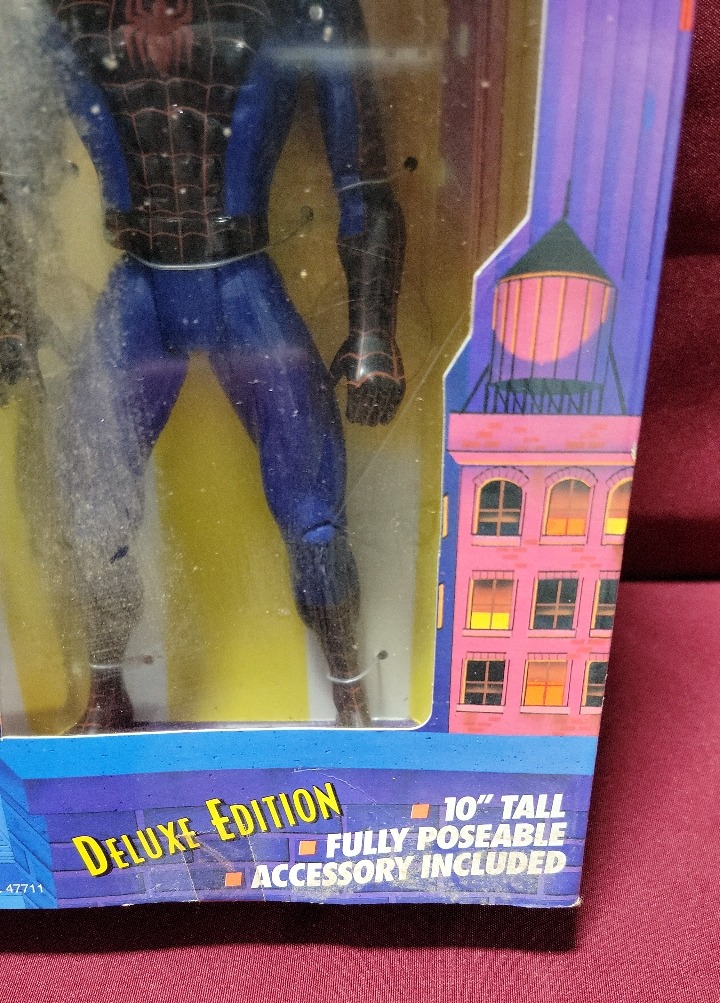 DELUXE EDITION
10" TALL
FULLY POSEABLE
ACCESSORY INCLUDED
47711